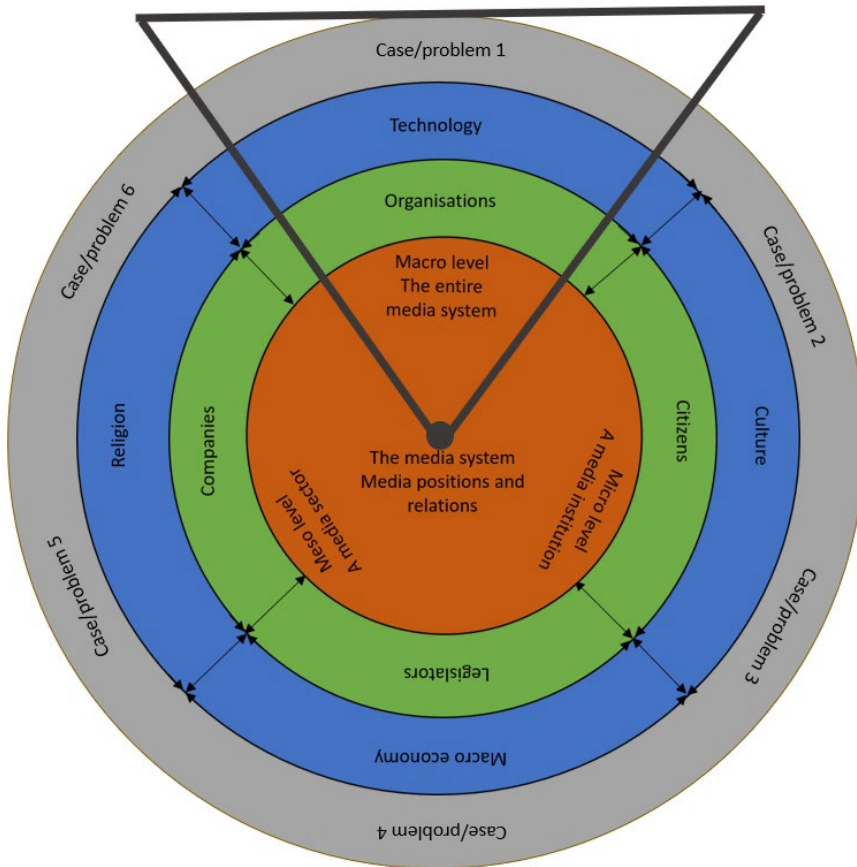 Case/problem 1
Technology
Organisations
Macro level
The entire
media system
Case/problem 6
Case/problem 2
Religion
Companies
Citizens
Culture
The media system
Media positions and
relations
Meso level
A media sector
Micro level
A media institution
Case/problem 5
Case/problem 3
Legislators
Macro economy
Case/problem 4